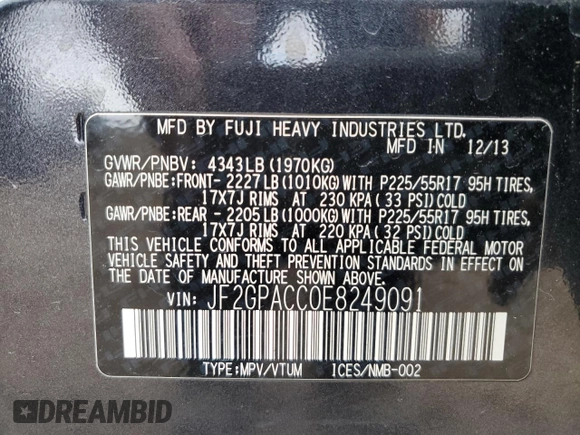 MFD BY FUJI HEAVY INDUSTRIES LTD.
MFD IN 12/13
GVWR/PNBV: 4343LB(1970KG)
GAWR/PNBE:FRONT- 2227LB(1010KG)WITH P225/55R17 95H TIRES,
17X7J RIMS AT 230 KPA(33 PSI)COLD
GAWR/PNBE:REAR - 2205LB(1000KG)WITH P225/55R17 95H TIRES,
17X7J RIMS AT 220 KPA(32 PSI)COLD
THIS VEHICLE CONFORMS TO ALL APPLICABLE FEDERAL MOTOR
VEHICLE SAFETY AND THEFT PREVENTION STANDARDS IN EFFECT
ON THE DATE OF MANUFACTURE SHOWN ABOVE.
VIN: JF2GPACC0E8249091
TYPE:MPV/VTUM ICES/NMB-002
DREAMBID